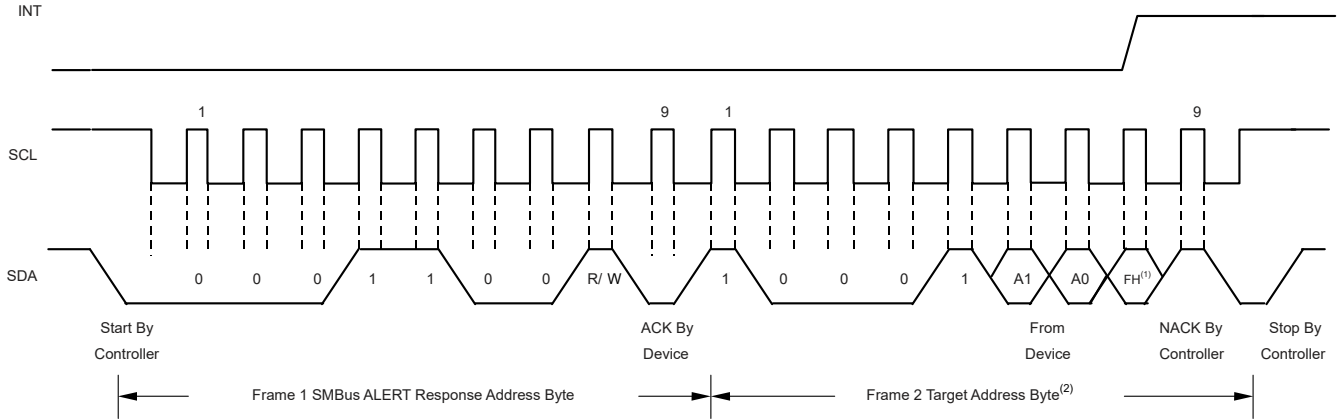 INT
1 9 1 9
SCL
SDA
0 0 0 1 1 0 0 R/ W 1 0 0 0 1 A1 A0 FH(1)
Start By
Controller
ACK By
Device
From
Device
NACK By
Controller
Stop By
Controller
Frame 1 SMBus ALERT Response Address Byte
Frame 2 Target Address Byte(2)